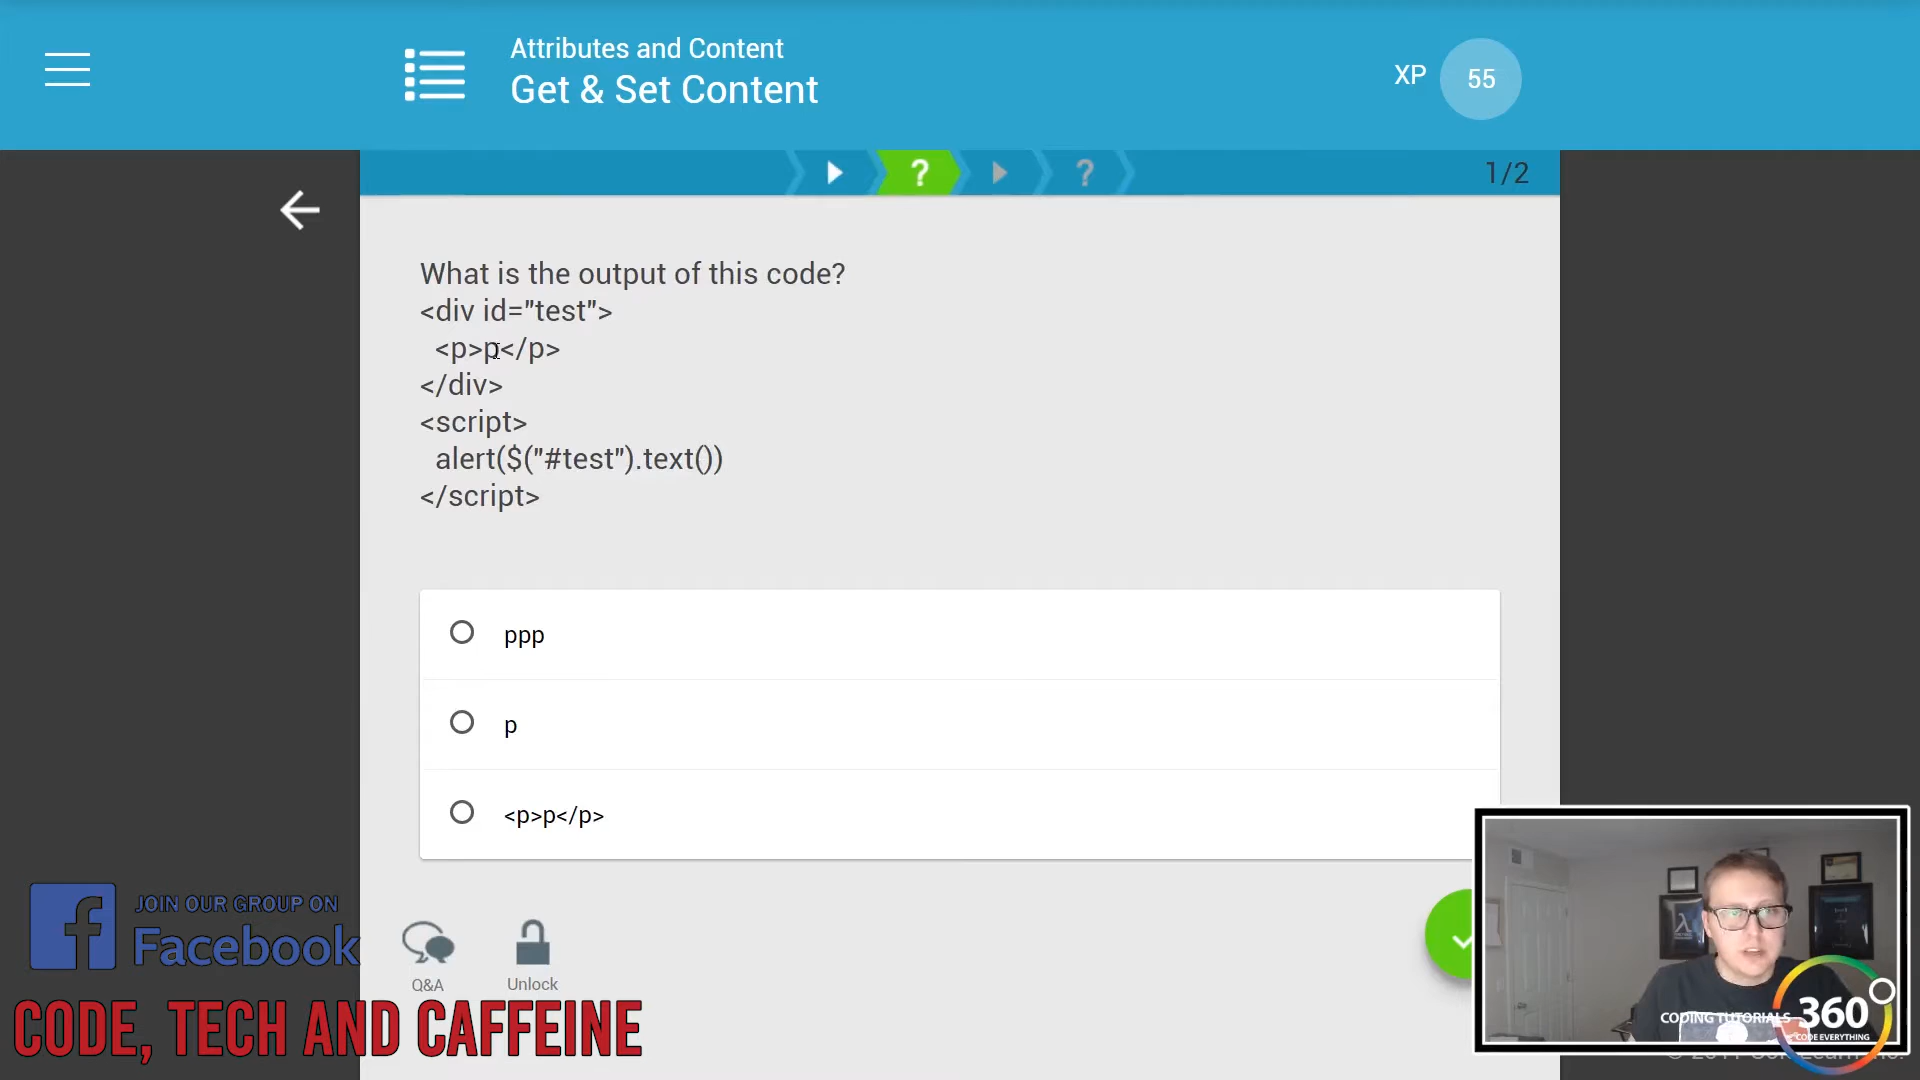 Attributes and Content
Get & Set Content
XP 55
? ? 1/2
What is the output of this code?
<div id="test">
<p>p</p>
</div>
<script>
alert($("#test").text())
</script>
ppp
p
<p>p</p>
JOIN OUR GROUP ON
Facebook
Q&A
Unlock
CODE, TECH AND CAFFEINE
CODING TUTORIALS 360
CODE EVERYTHING